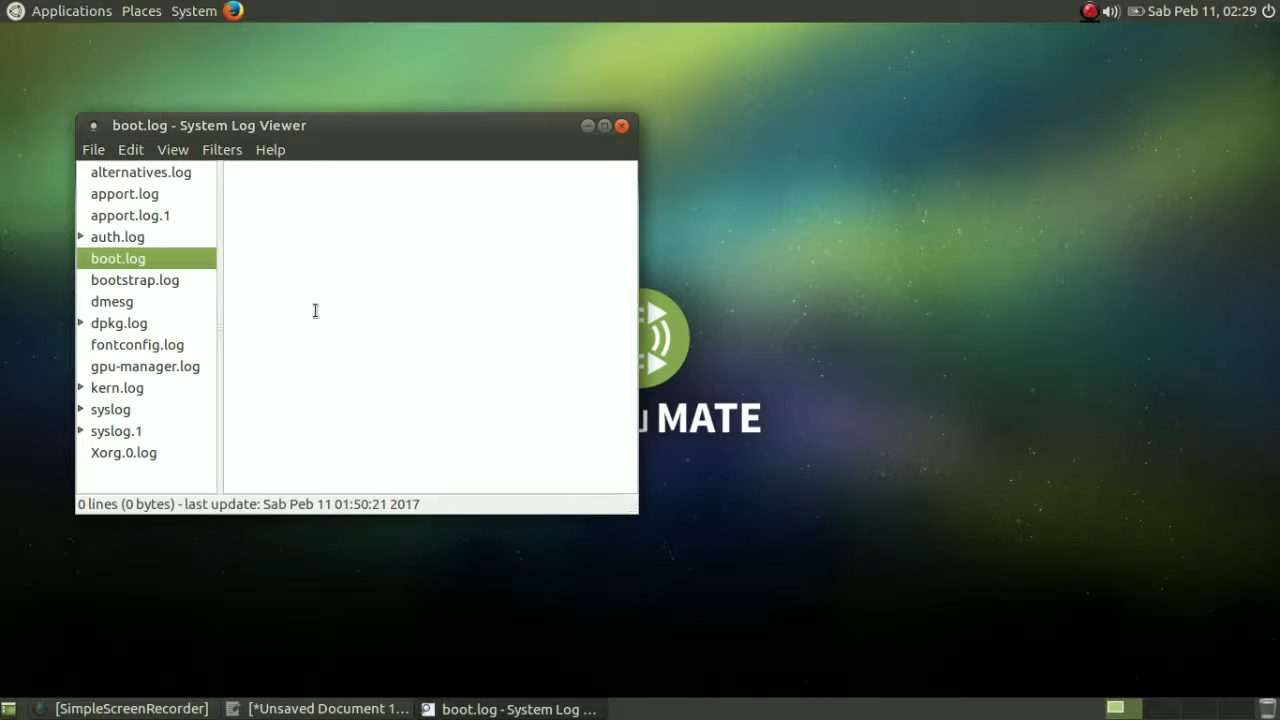 Applications Places System Sab Peb 11, 02:29
boot.log - System Log Viewer
File Edit View Filters Help
alternatives.log
apport.log
apport.log.1
auth.log
boot.log
bootstrap.log
dmesg
dpkg.log
fontconfig.log
gpu-manager.log
kern.log
syslog
syslog.1
Xorg.0.log
MATE
0 lines (0 bytes) - last update: Sab Peb 11 01:50:21 2017
[SimpleScreenRecorder] [*Unsaved Document 1... boot.log - System Log ...